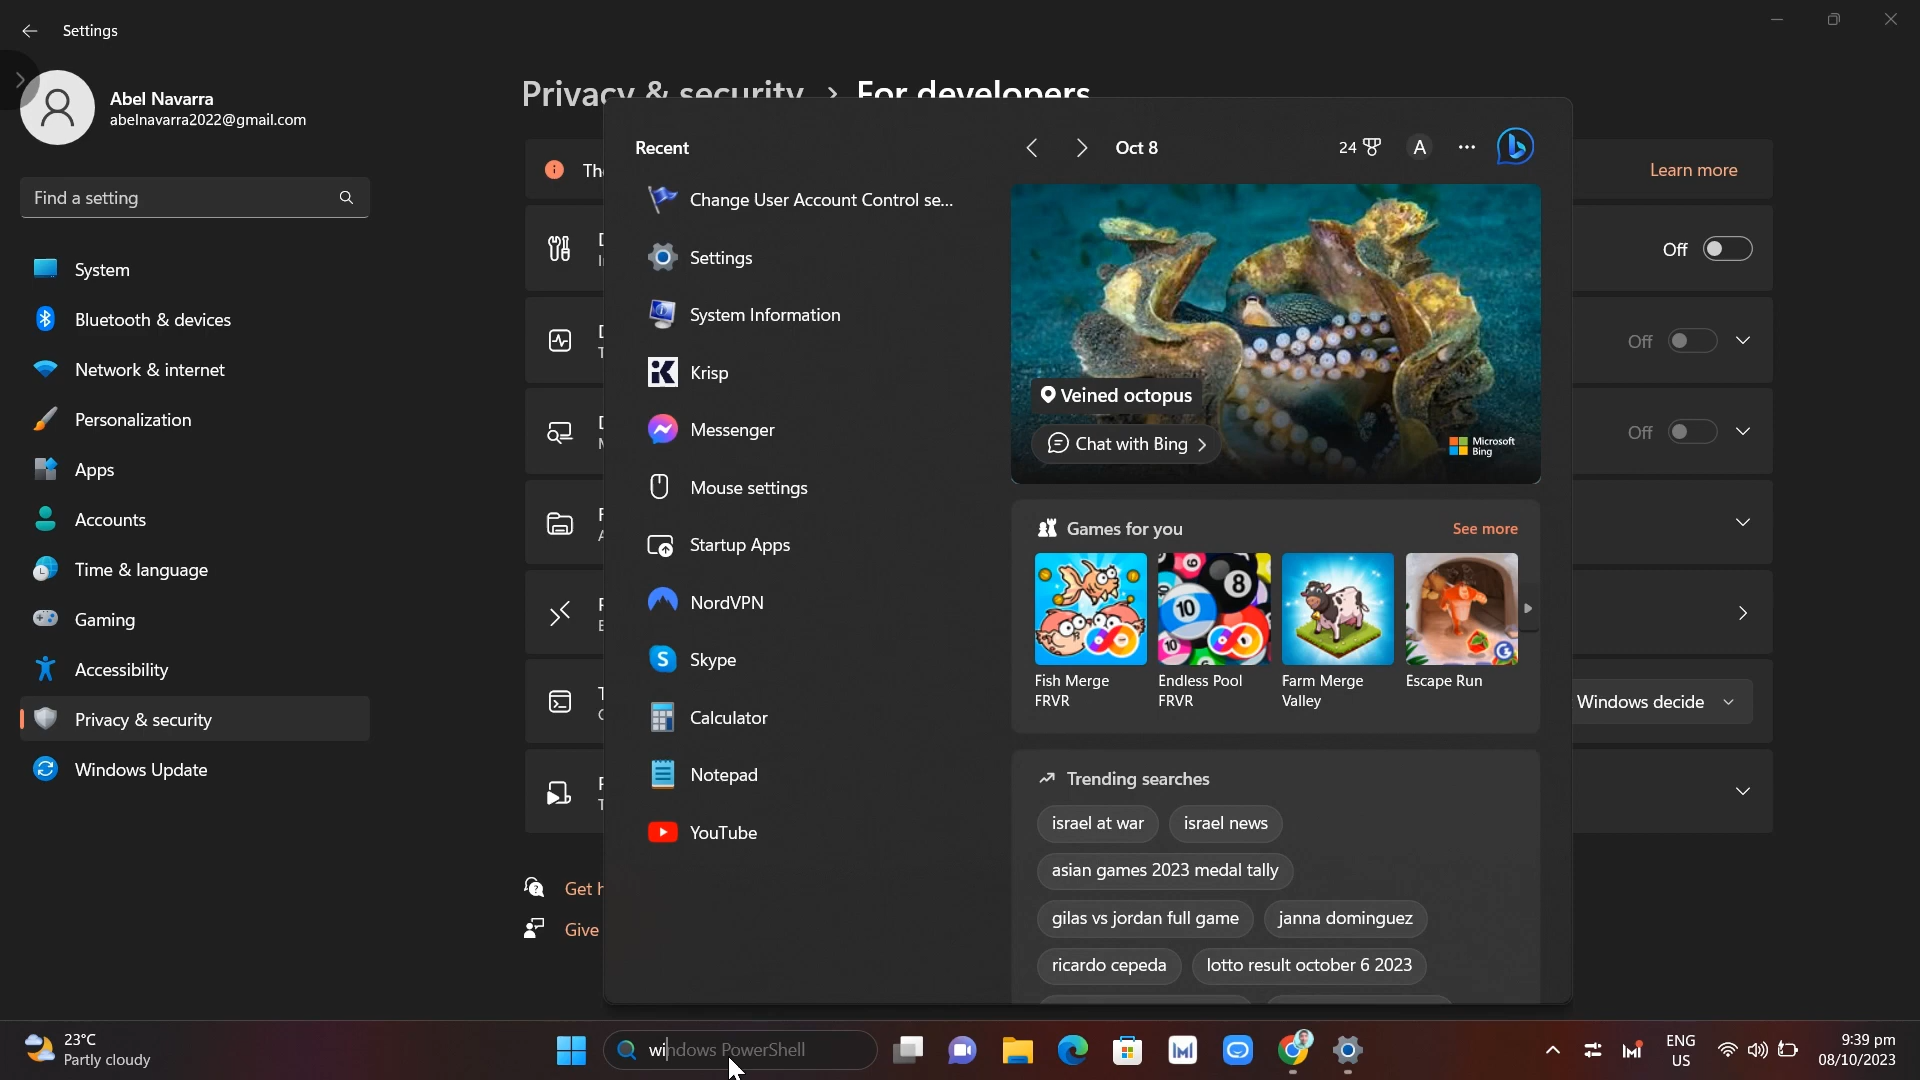 Settings
Abel Navarra
abelnavarra2022@gmail.com
Find a setting
System
Bluetooth & devices
Network & internet
Personalization
Apps
Accounts
Time & language
Gaming
Accessibility
Privacy & security
Windows Update
Privacy & security > For developers
Learn more
Off
Off
Off
Windows decide
Get h
Give
Recent
Change User Account Control se...
Settings
System Information
Krisp
Messenger
Mouse settings
Startup Apps
NordVPN
Skype
Calculator
Notepad
YouTube
Oct 8
24
A
Veined octopus
Chat with Bing
Microsoft
Bing
Games for you
See more
Fish Merge
FRVR
Endless Pool
FRVR
Farm Merge
Valley
Escape Run
Trending searches
israel at war
israel news
asian games 2023 medal tally
gilas vs jordan full game
janna dominguez
ricardo cepeda
lotto result october 6 2023
23°C
Partly cloudy
windows PowerShell
ENG
US
9:39 pm
08/10/2023